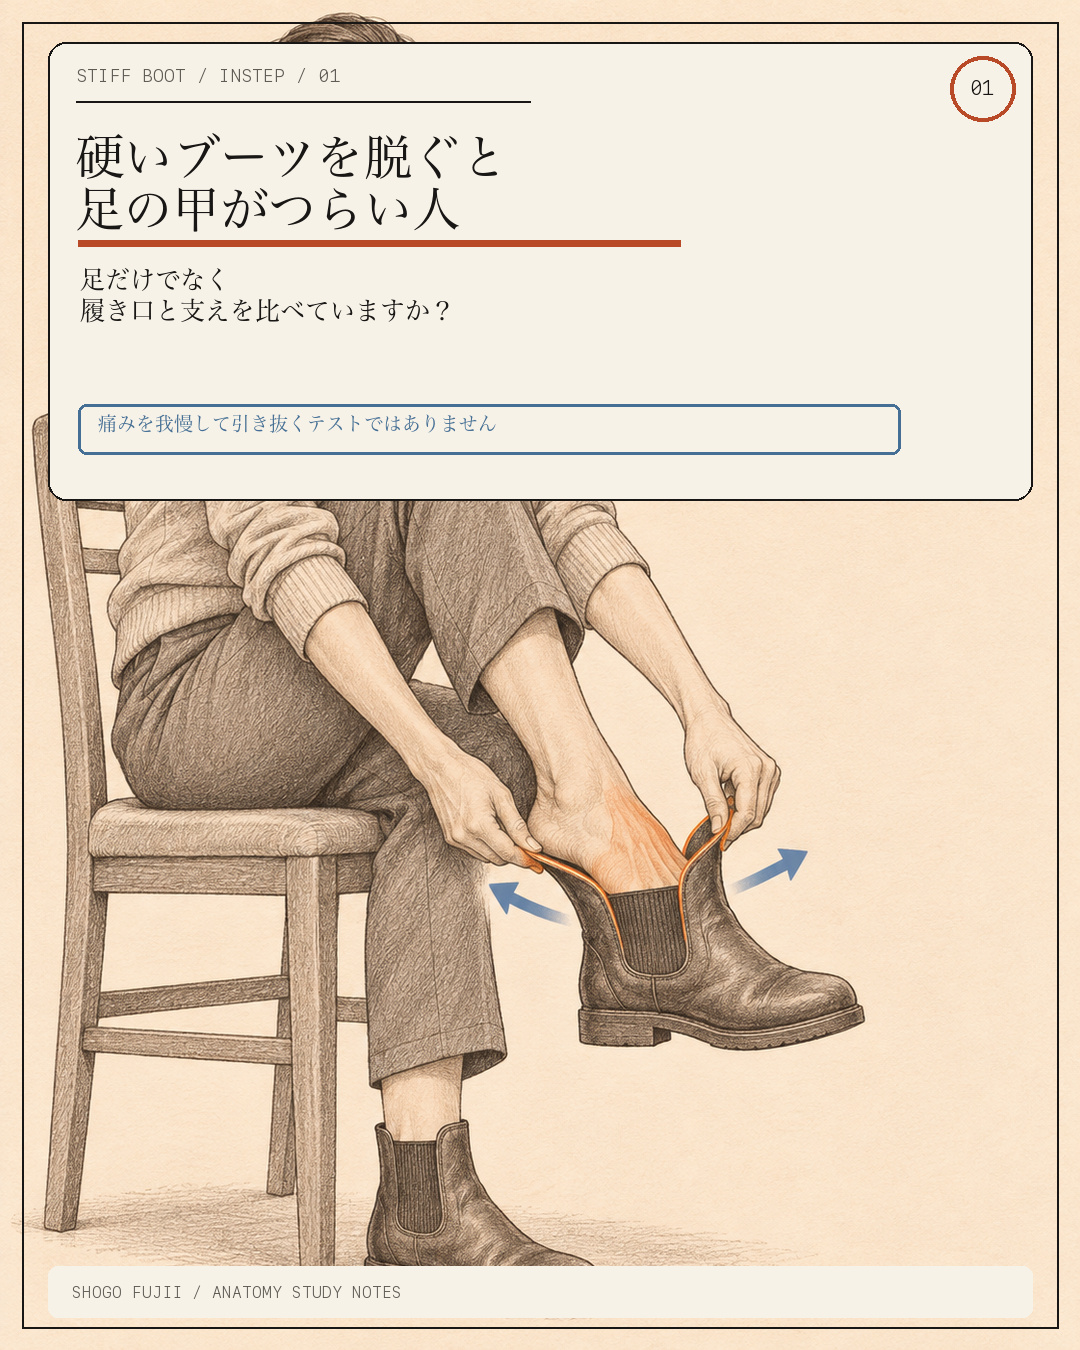 STIFF BOOT / INSTEP / 01
01
硬いブーツを脱ぐと
足の甲がつらい人
足だけでなく
履き口と支えを比べていますか？
痛みを我慢して引き抜くテストではありません
SHOGO FUJII / ANATOMY STUDY NOTES